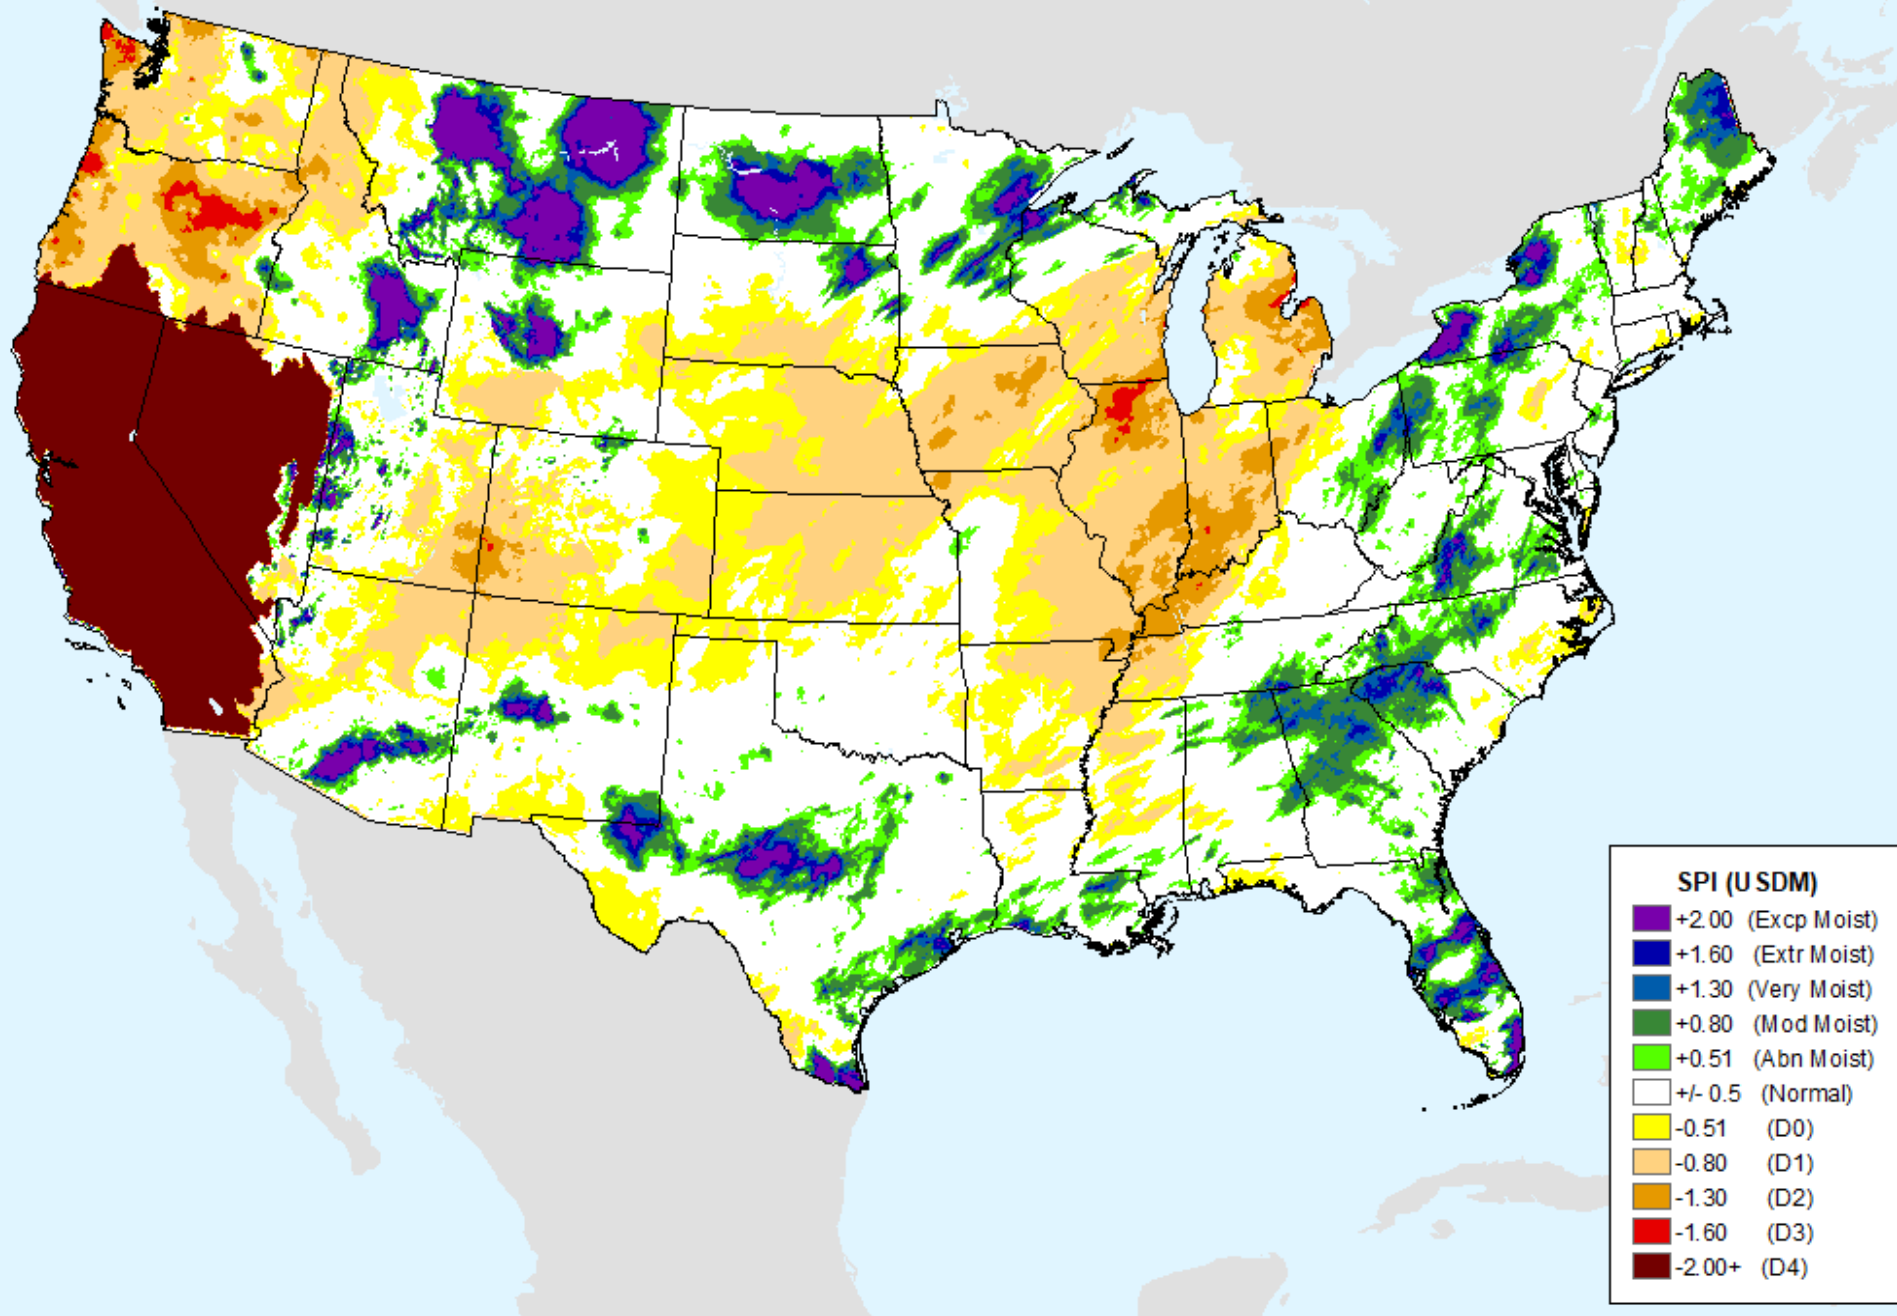 SPI (USDM)
+2.00 (Excp Moist)
+1.60 (Extr Moist)
+1.30 (Very Moist)
+0.80 (Mod Moist)
+0.51 (Abn Moist)
+/- 0.5 (Normal)
-0.51 (D0)
-0.80 (D1)
-1.30 (D2)
-1.60 (D3)
-2.00+ (D4)